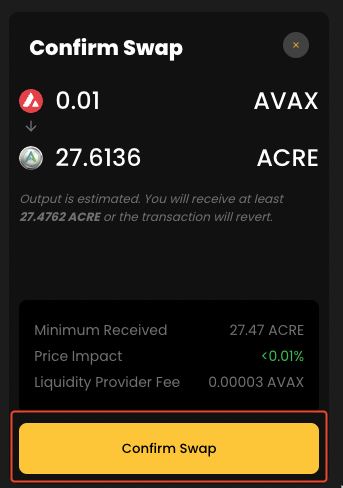 Confirm Swap
×
0.01 AVAX
↓
27.6136 ACRE
Output is estimated. You will receive at least
27.4762 ACRE or the transaction will revert.
Minimum Received 27.47 ACRE
Price Impact <0.01%
Liquidity Provider Fee 0.00003 AVAX
Confirm Swap